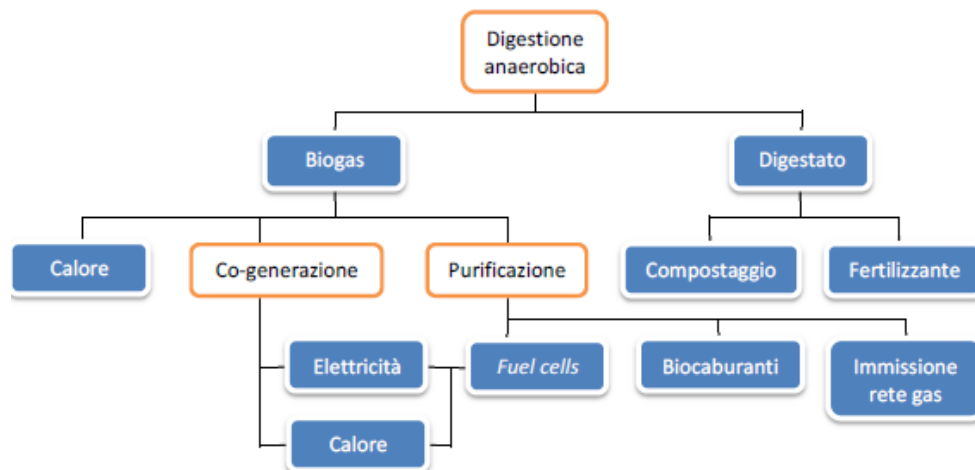 Digestione
anaerobica
Biogas
Digestato
Calore
Co-generazione
Purificazione
Compostaggio
Fertilizzante
Elettricità
Fuel cells
Biocaburanti
Immissione
rete gas
Calore